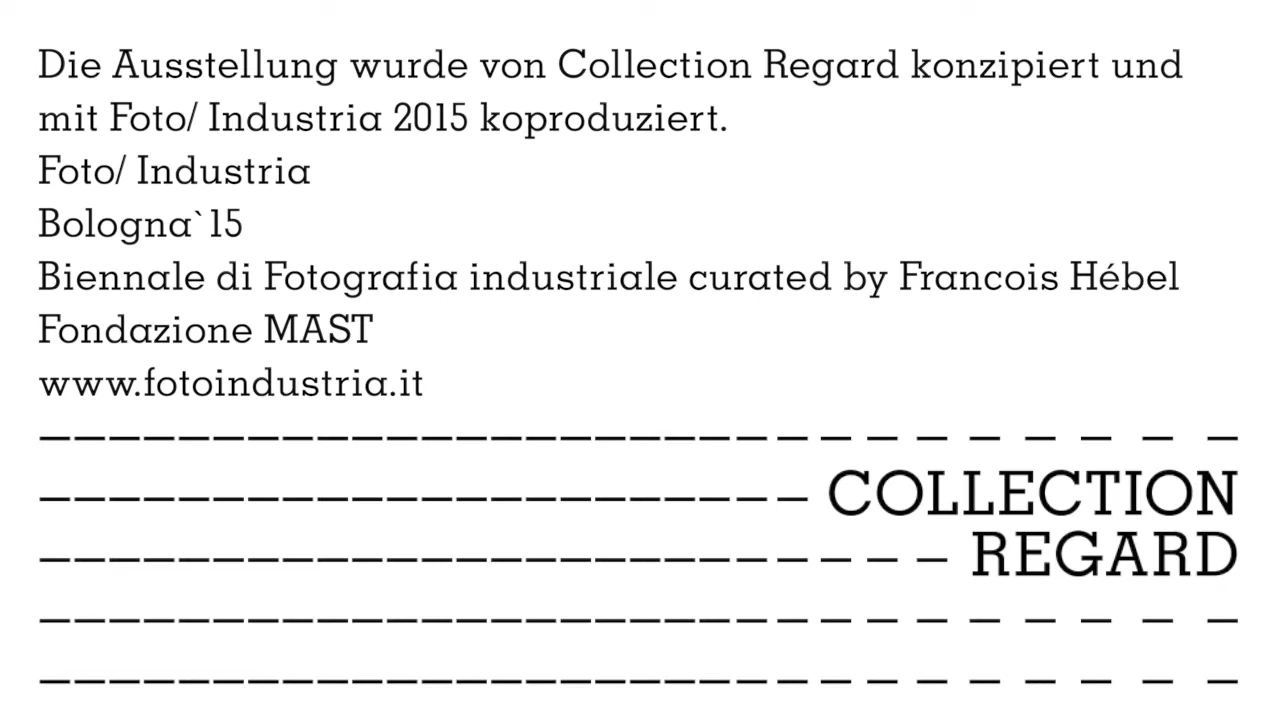 Die Ausstellung wurde von Collection Regard konzipiert und
mit Foto/ Industria 2015 koproduziert.
Foto/ Industria
Bologna`15
Biennale di Fotografia industriale curated by Francois Hébel
Fondazione MAST
www.fotoindustria.it
COLLECTION
REGARD